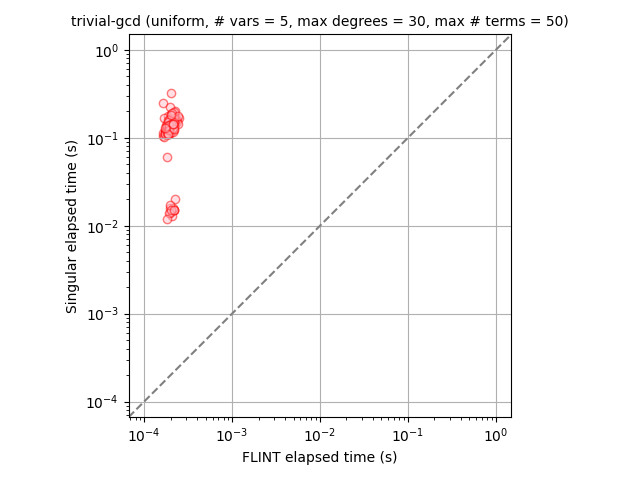 trivial-gcd (uniform, # vars = 5, max degrees = 30, max # terms = 50)
Singular elapsed time (s)
10⁰
10⁻¹
10⁻²
10⁻³
10⁻⁴
10⁻⁴ 10⁻³ 10⁻² 10⁻¹ 10⁰
FLINT elapsed time (s)